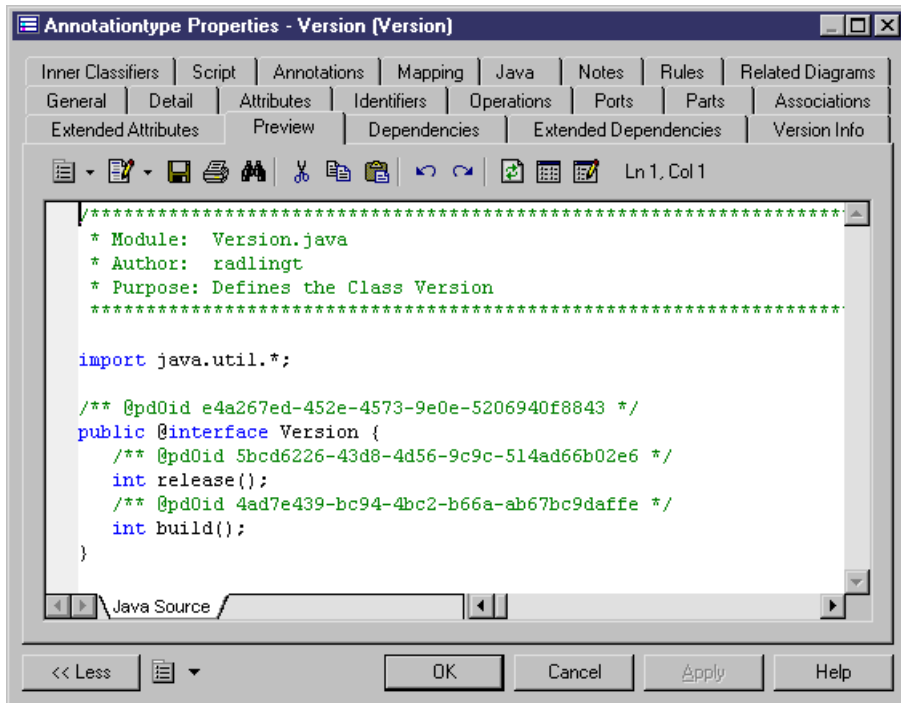 Annotationtype Properties - Version (Version)
Inner Classifiers Script Annotations Mapping Java Notes Rules Related Diagrams
General Detail Attributes Identifiers Operations Ports Parts Associations
Extended Attributes Preview Dependencies Extended Dependencies Version Info
Ln 1, Col 1
/*******************************************************************
 * Module:  Version.java
 * Author:  radlingt
 * Purpose: Defines the Class Version
 *******************************************************************
import java.util.*;
/** @pdOid e4a267ed-452e-4573-9e0e-5206940f8843 */
public @interface Version {
   /** @pdOid 5bcd6226-43d8-4d56-9c9c-514ad66b02e6 */
   int release();
   /** @pdOid 4ad7e439-bc94-4bc2-b66a-ab67bc9daffe */
   int build();
}
Java Source
<< Less OK Cancel Apply Help